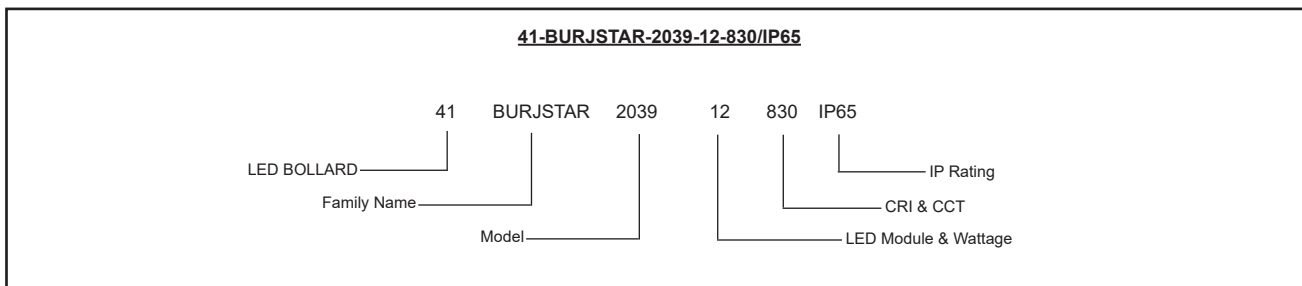 41-BURJSTAR-2039-12-830/IP65
41 BURJSTAR 2039 12 830 IP65
LED BOLLARD
IP Rating
Family Name
CRI & CCT
Model
LED Module & Wattage